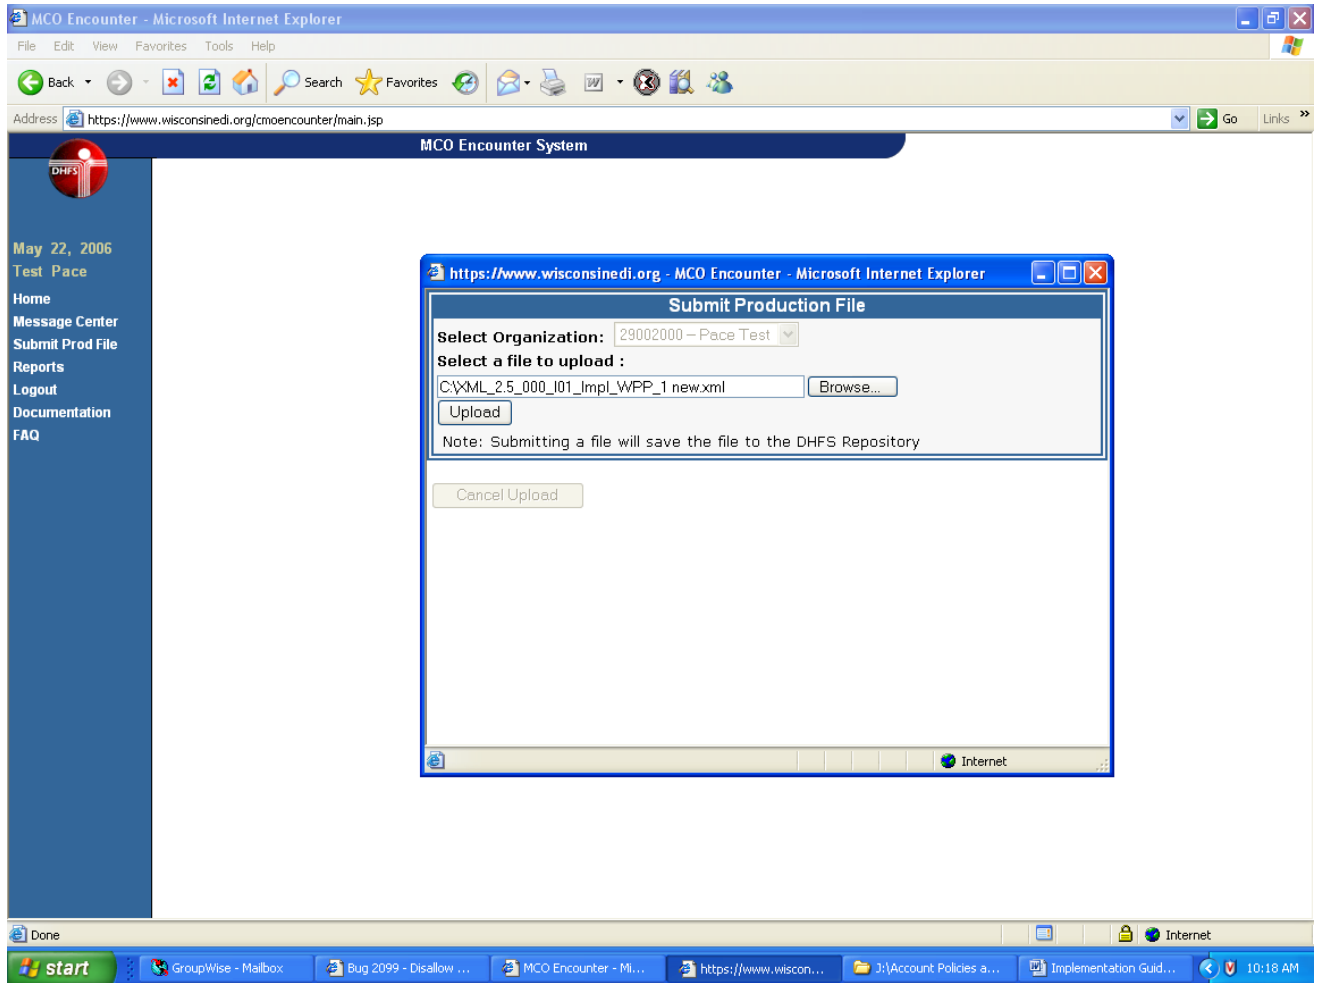 MCO Encounter - Microsoft Internet Explorer
File Edit View Favorites Tools Help
Back Search Favorites
Address https://www.wisconsinedi.org/cmoencounter/main.jsp Go Links »
MCO Encounter System
DHFS
May 22, 2006
Test Pace
Home
Message Center
Submit Prod File
Reports
Logout
Documentation
FAQ
https://www.wisconsinedi.org - MCO Encounter - Microsoft Internet Explorer
Submit Production File
Select Organization: 29002000 – Pace Test
Select a file to upload :
C:\XML_2.5_000_I01_Impl_WPP_1 new.xml Browse...
Upload
Note: Submitting a file will save the file to the DHFS Repository
Cancel Upload
Internet
Done Internet
start GroupWise - Mailbox Bug 2099 - Disallow ... MCO Encounter - Mi... https://www.wiscon... J:\Account Policies a... Implementation Guid... 10:18 AM